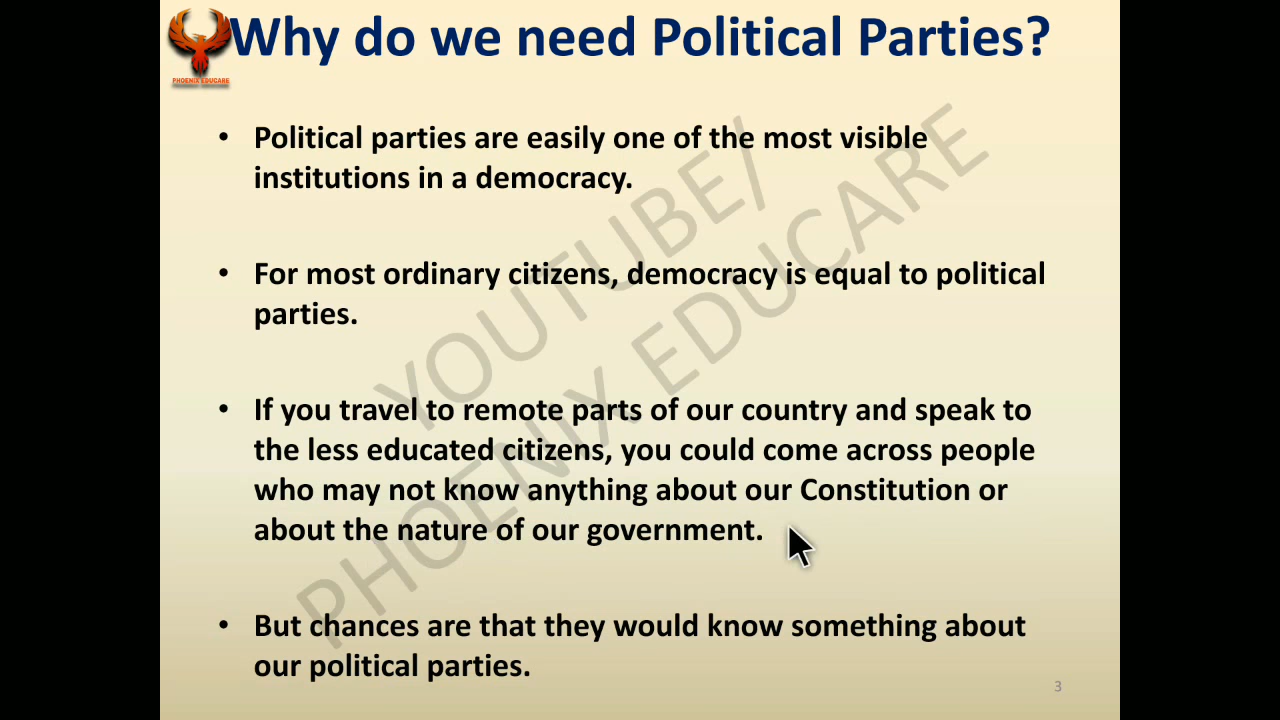 Why do we need Political Parties?
PHOENIX EDUCARE
• Political parties are easily one of the most visible
institutions in a democracy.
• For most ordinary citizens, democracy is equal to political
parties.
• If you travel to remote parts of our country and speak to
the less educated citizens, you could come across people
who may not know anything about our Constitution or
about the nature of our government.
• But chances are that they would know something about
our political parties.
YOUTUBE/
PHOENIX EDUCARE
3